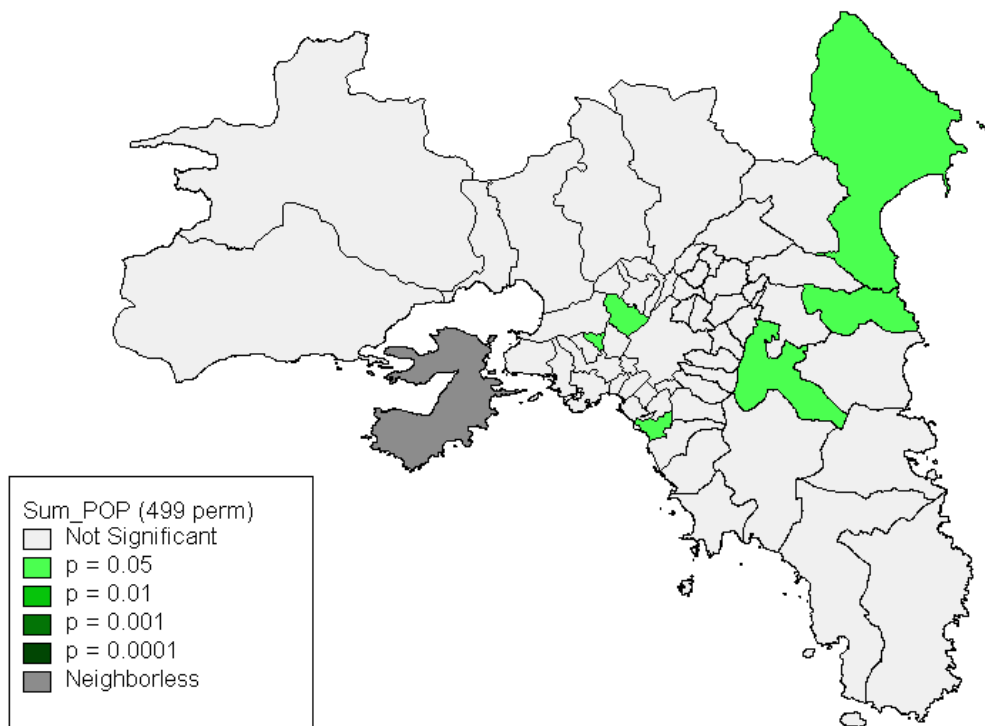 Sum_POP (499 perm)
Not Significant
p = 0.05
p = 0.01
p = 0.001
p = 0.0001
Neighborless